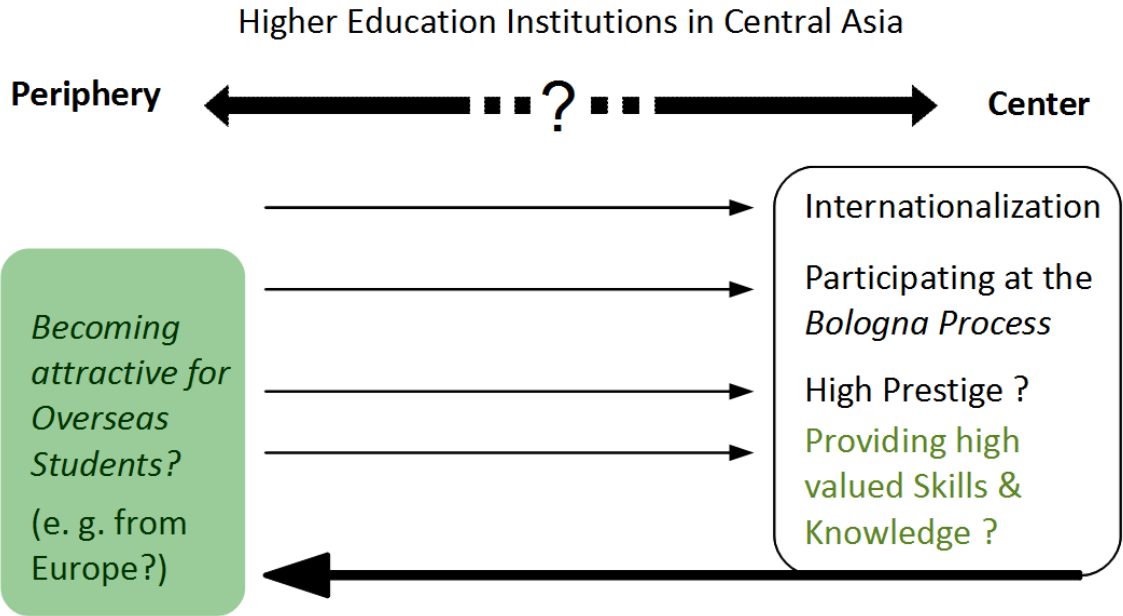 Higher Education Institutions in Central Asia
Periphery
?
Center
Internationalization
Participating at the
Bologna Process
High Prestige ?
Providing high
valued Skills &
Knowledge ?
Becoming
attractive for
Overseas
Students?
(e. g. from
Europe?)